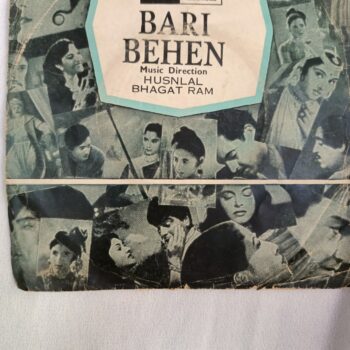 BARI
BEHEN
Music Direction
HUSNLAL
BHAGAT RAM